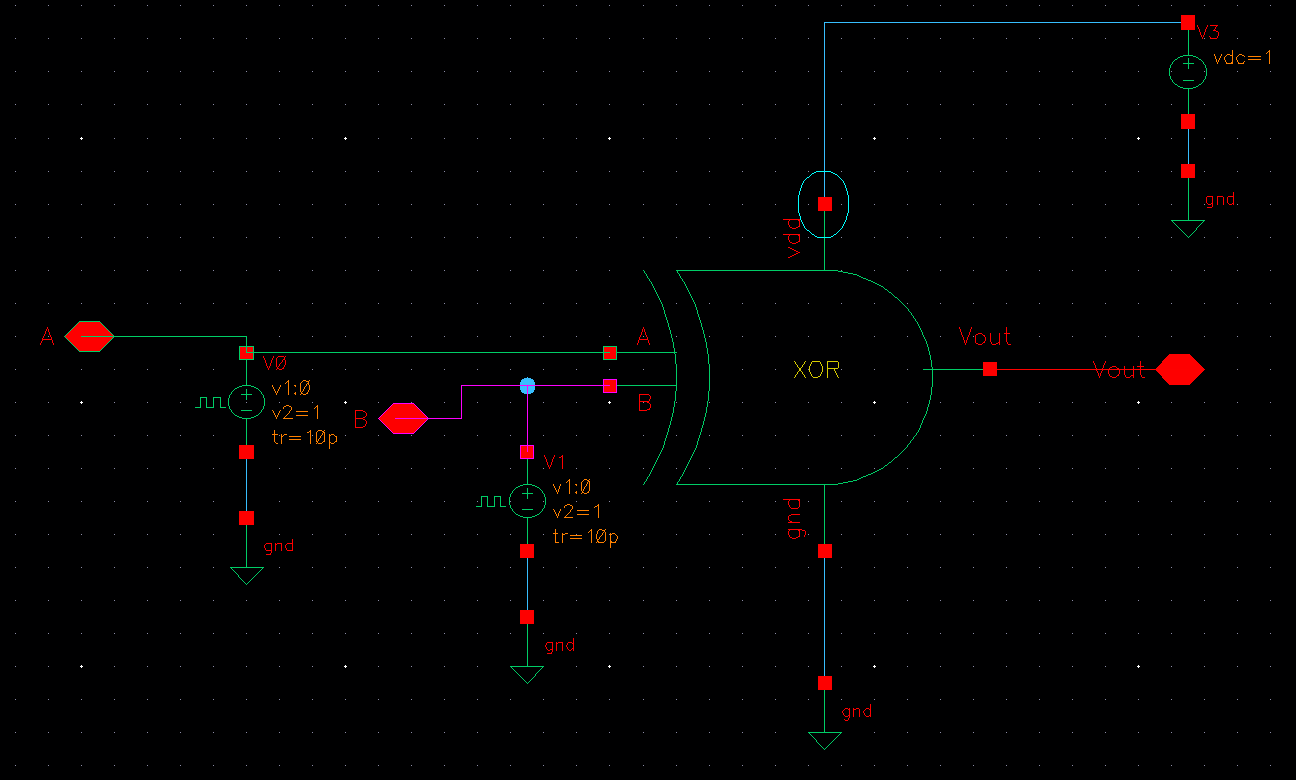 V3
vdc=1
gnd
vdd
A
V0
v1:0
v2=1
tr=10p
gnd
B
V1
v1:0
v2=1
tr=10p
gnd
A
B
XOR
Vout
Vout
gnd
gnd